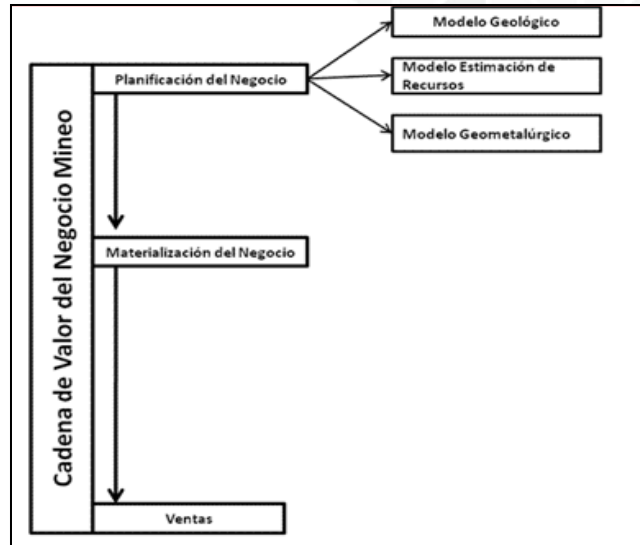 Modelo Geológico
Planificación del Negocio
Modelo Estimación de
Recursos
Modelo Geometalúrgico
Cadena de Valor del Negocio Mineo
Materialización del Negocio
Ventas